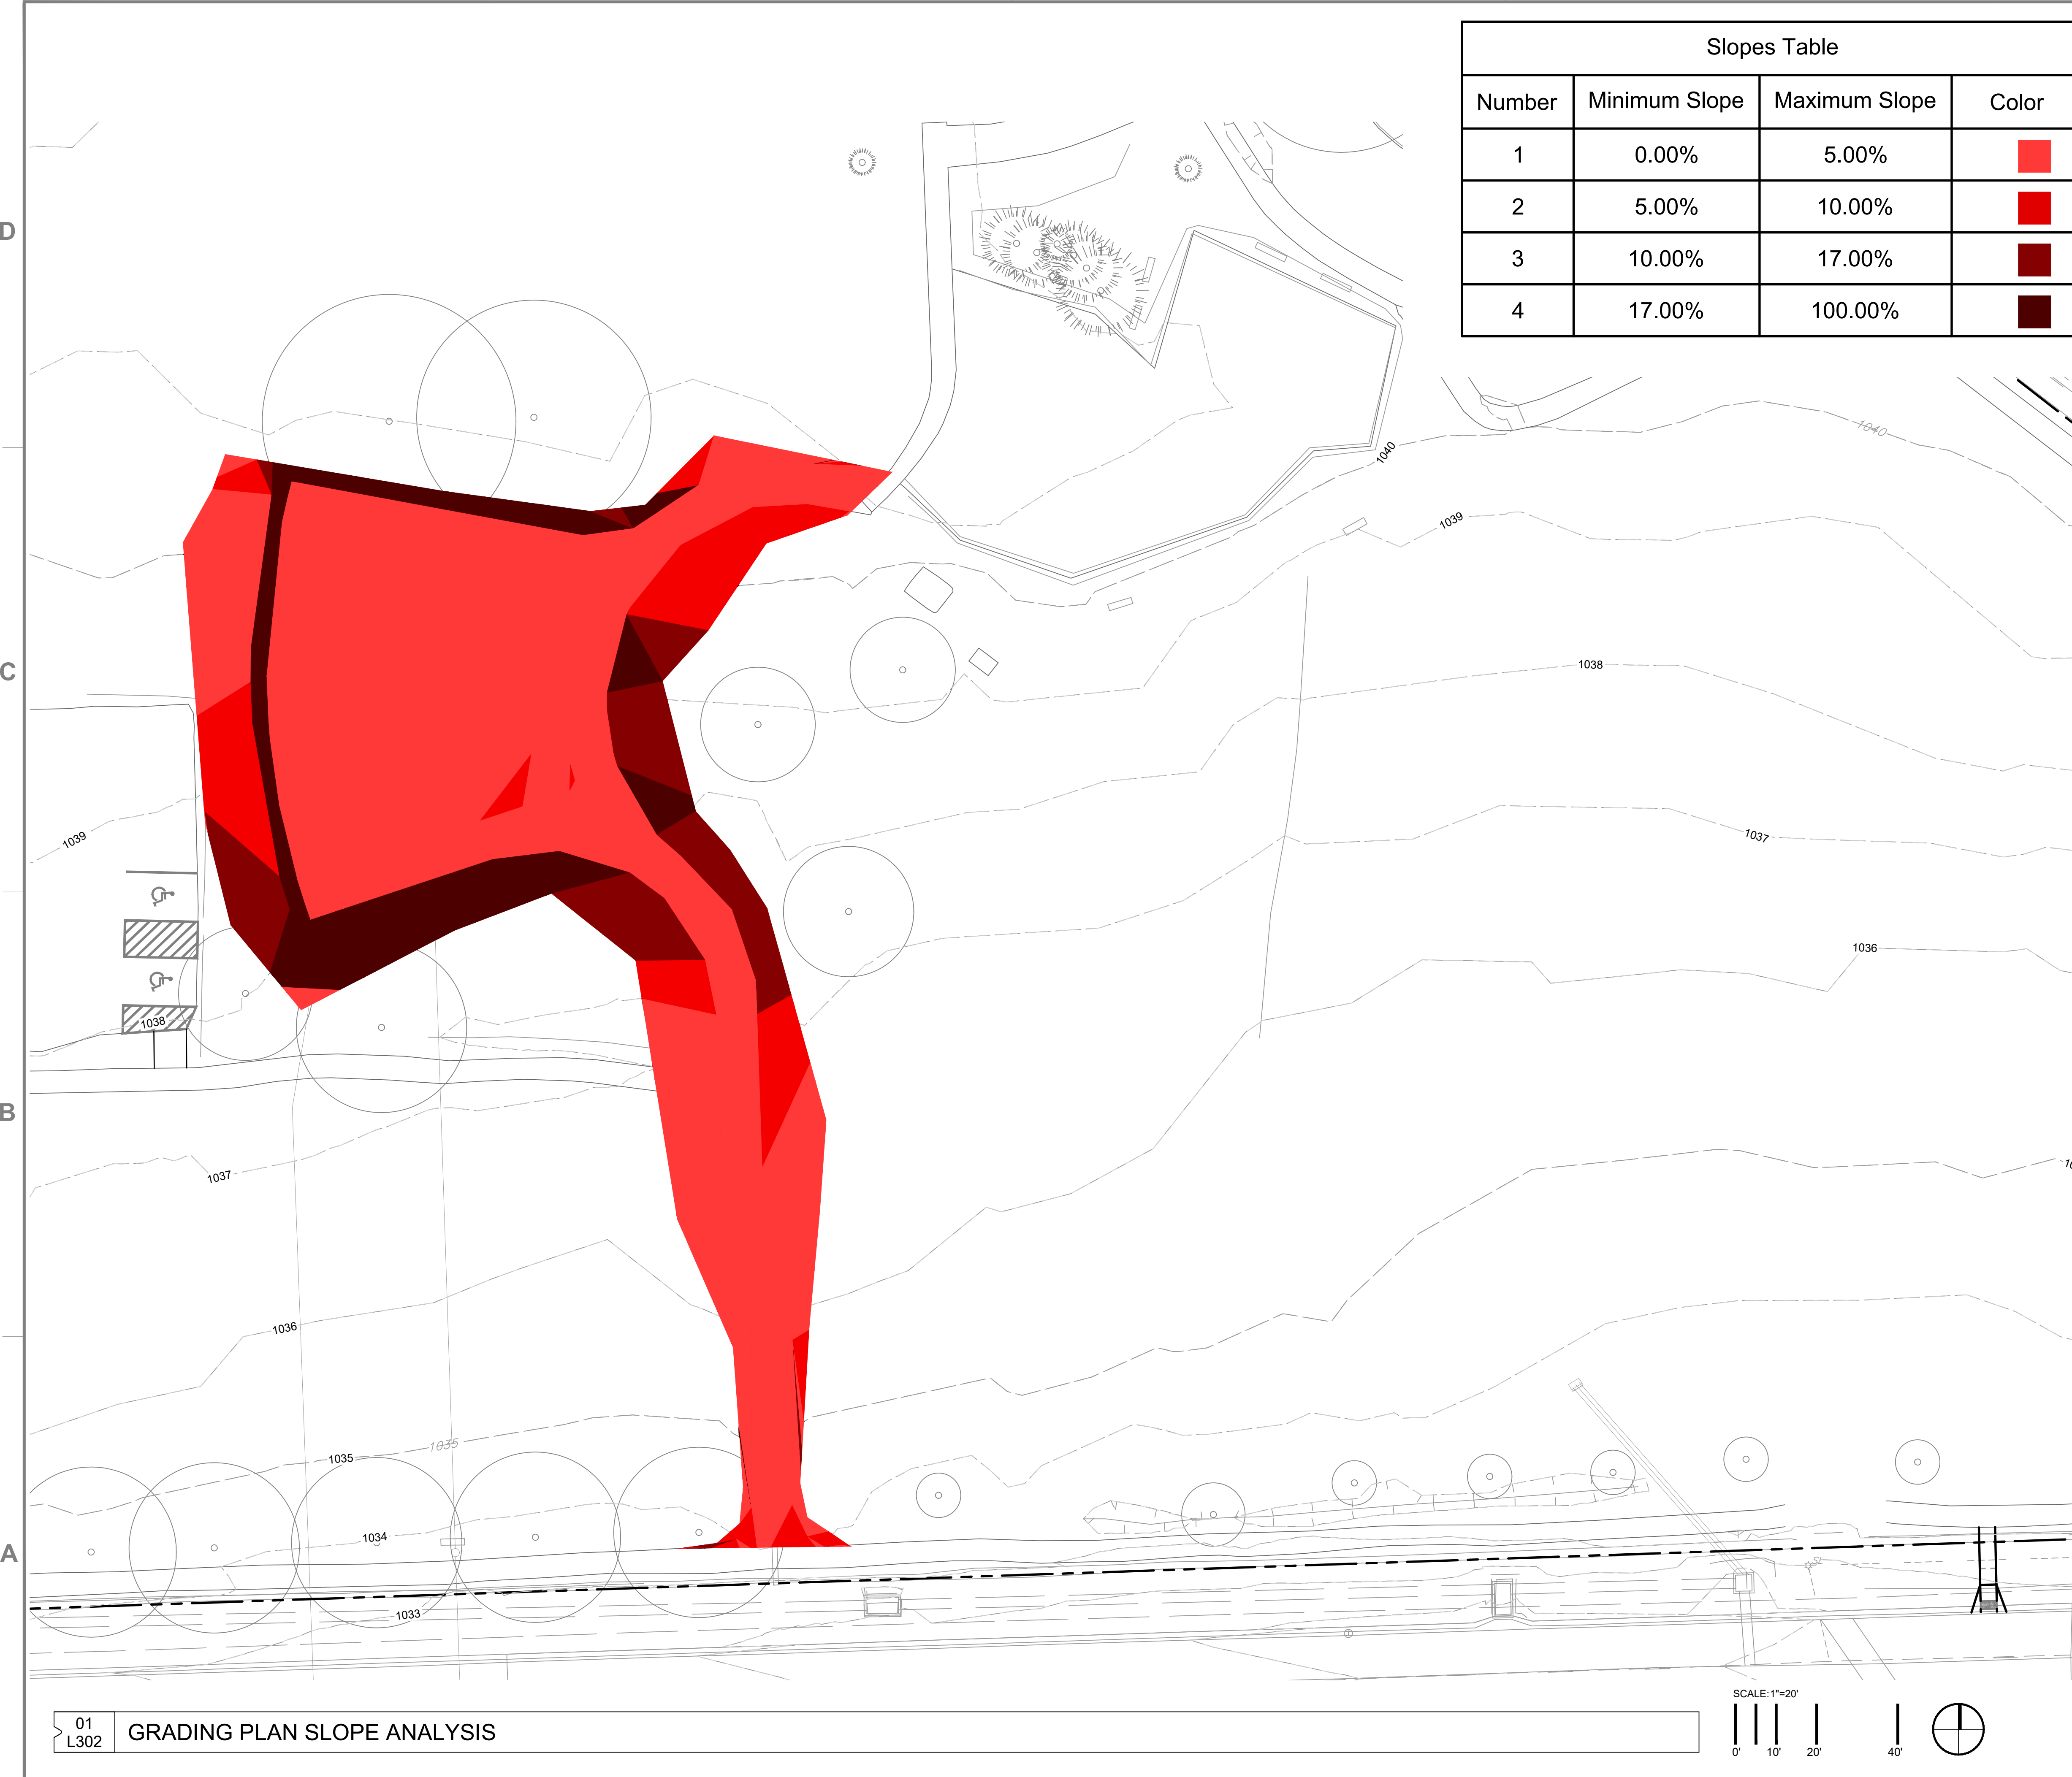 Slopes Table
Number Minimum Slope Maximum Slope Color
1 0.00% 5.00%
2 5.00% 10.00%
3 10.00% 17.00%
4 17.00% 100.00%
D
1040
1040
1039
C
1038
1039
1037
1036
1038
B
1037
1036
1035
1035
1034
A
1033
SCALE:1"=20'
01
L302
GRADING PLAN SLOPE ANALYSIS
0' 10' 20' 40'